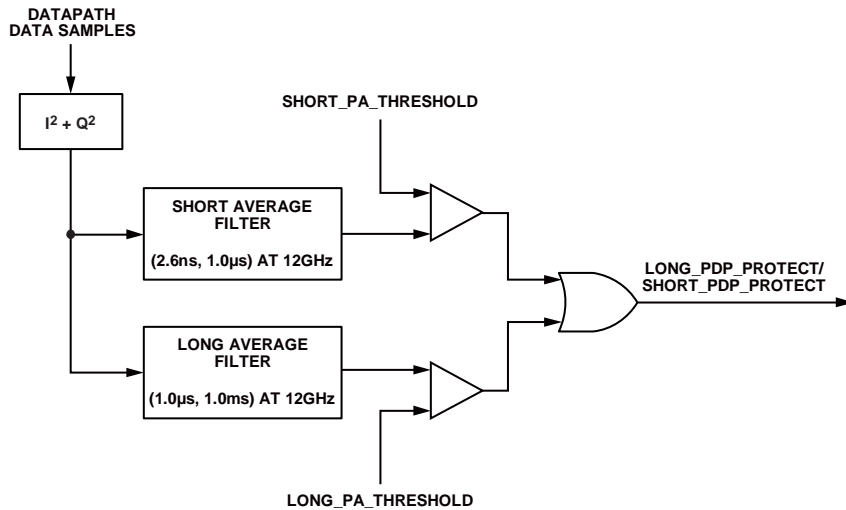 DATAPATH
DATA SAMPLES
I² + Q²
SHORT_PA_THRESHOLD
SHORT AVERAGE
FILTER
(2.6ns, 1.0µs) AT 12GHz
LONG_PDP_PROTECT/
SHORT_PDP_PROTECT
LONG AVERAGE
FILTER
(1.0µs, 1.0ms) AT 12GHz
LONG_PA_THRESHOLD